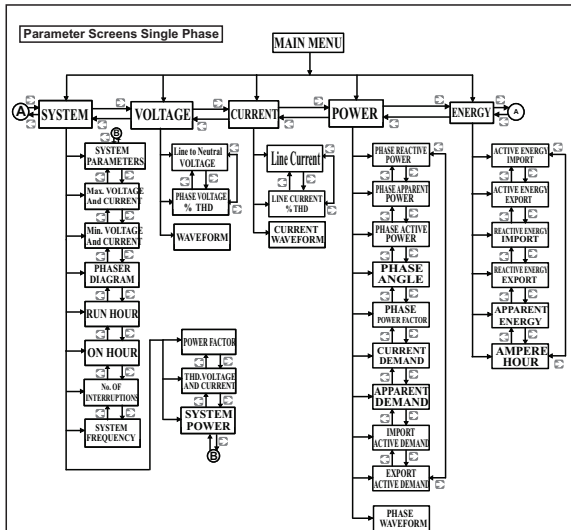 Parameter Screens Single Phase
MAIN MENU
A
SYSTEM
VOLTAGE
CURRENT
POWER
ENERGY
A
B
SYSTEM
PARAMETERS
Max. VOLTAGE
And CURRENT
Min. VOLTAGE
And CURRENT
PHASER
DIAGRAM
RUN HOUR
ON HOUR
No. OF
INTERRUPTIONS
SYSTEM
FREQUENCY
POWER FACTOR
THD.VOLTAGE
AND CURRENT
SYSTEM
POWER
B
Line to Neutral
VOLTAGE
PHASE VOLTAGE
% THD
WAVEFORM
Line Current
LINE CURRENT
% THD
CURRENT
WAVEFORM
PHASE REACTIVE
POWER
PHASE APPARENT
POWER
PHASE ACTIVE
POWER
PHASE
ANGLE
PHASE
POWER FACTOR
CURRENT
DEMAND
APPARENT
DEMAND
IMPORT
ACTIVE DEMAND
EXPORT
ACTIVE DEMAND
PHASE
WAVEFORM
ACTIVE ENERGY
IMPORT
ACTIVE ENERGY
EXPORT
REACTIVE ENERGY
IMPORT
REACTIVE ENERGY
EXPORT
APPARENT
ENERGY
AMPERE
HOUR